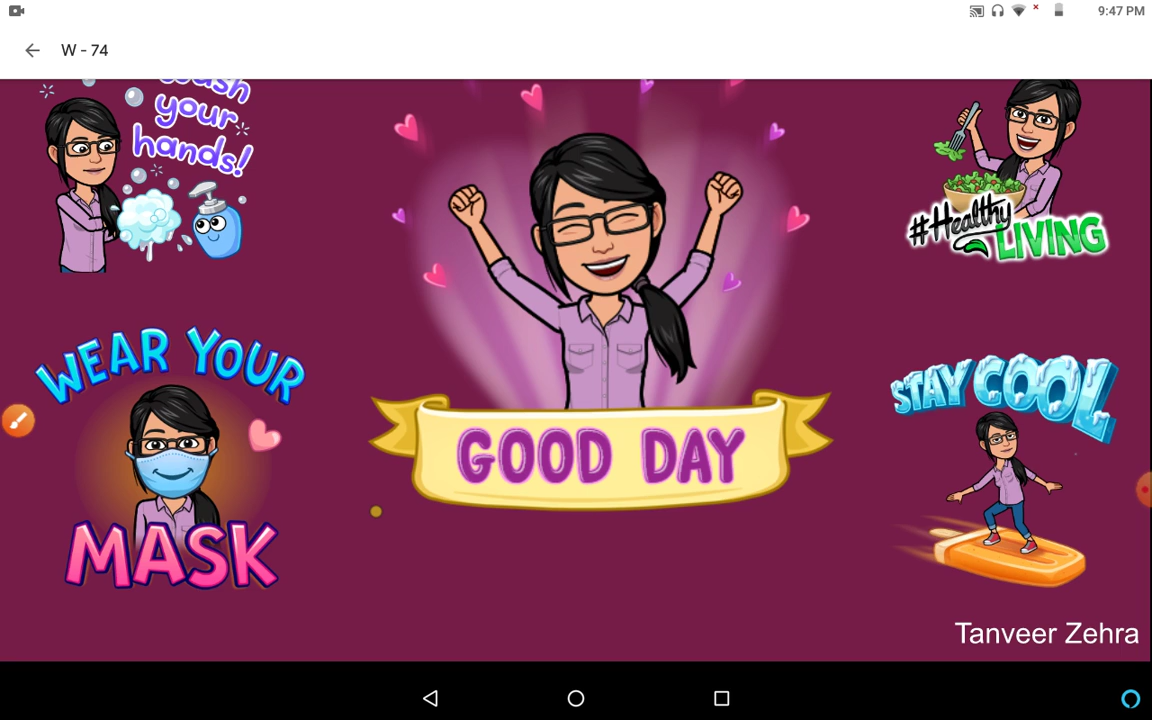 9:47 PM
W - 74
wash
your
hands!
#Healthy
LIVING
WEAR YOUR
MASK
GOOD DAY
STAY COOL
Tanveer Zehra